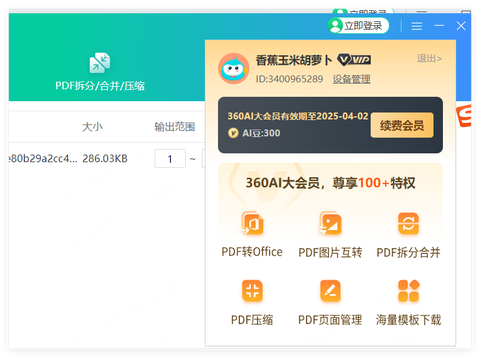 立即登录
立即登录
PDF拆分/合并/压缩
香蕉玉米胡萝卜 VVIP
退出>
ID:3400965289 设备管理
360AI大会员有效期至2025-04-02
AI豆:300
续费会员
大小 输出范围
e80b29a2cc4... 286.03KB 1 ~
360AI大会员，尊享100+特权
PDF转Office PDF图片互转 PDF拆分合并
PDF压缩 PDF页面管理 海量模板下载